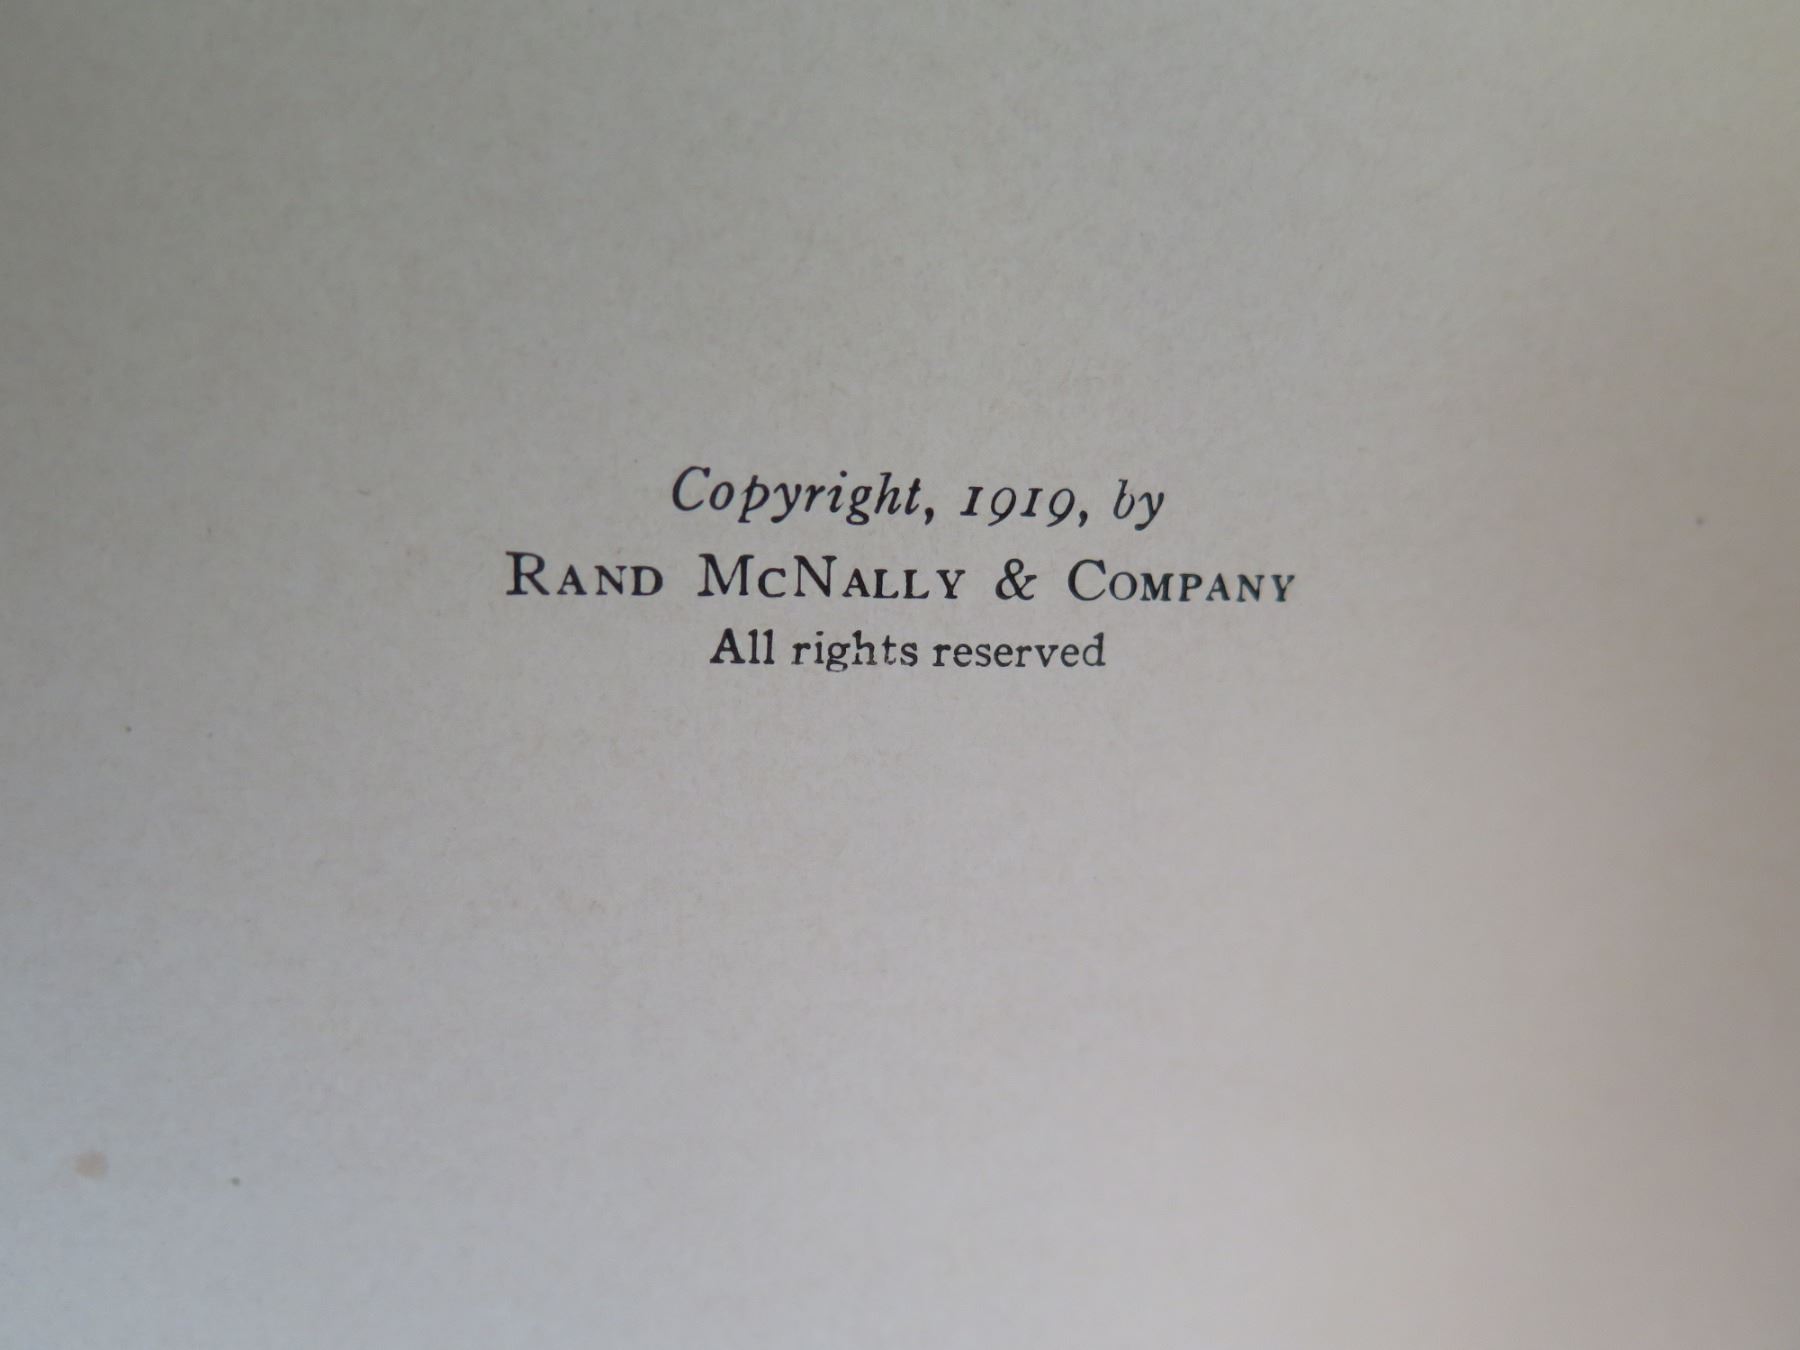 Copyright, 1919, by
RAND MCNALLY & COMPANY
All rights reserved